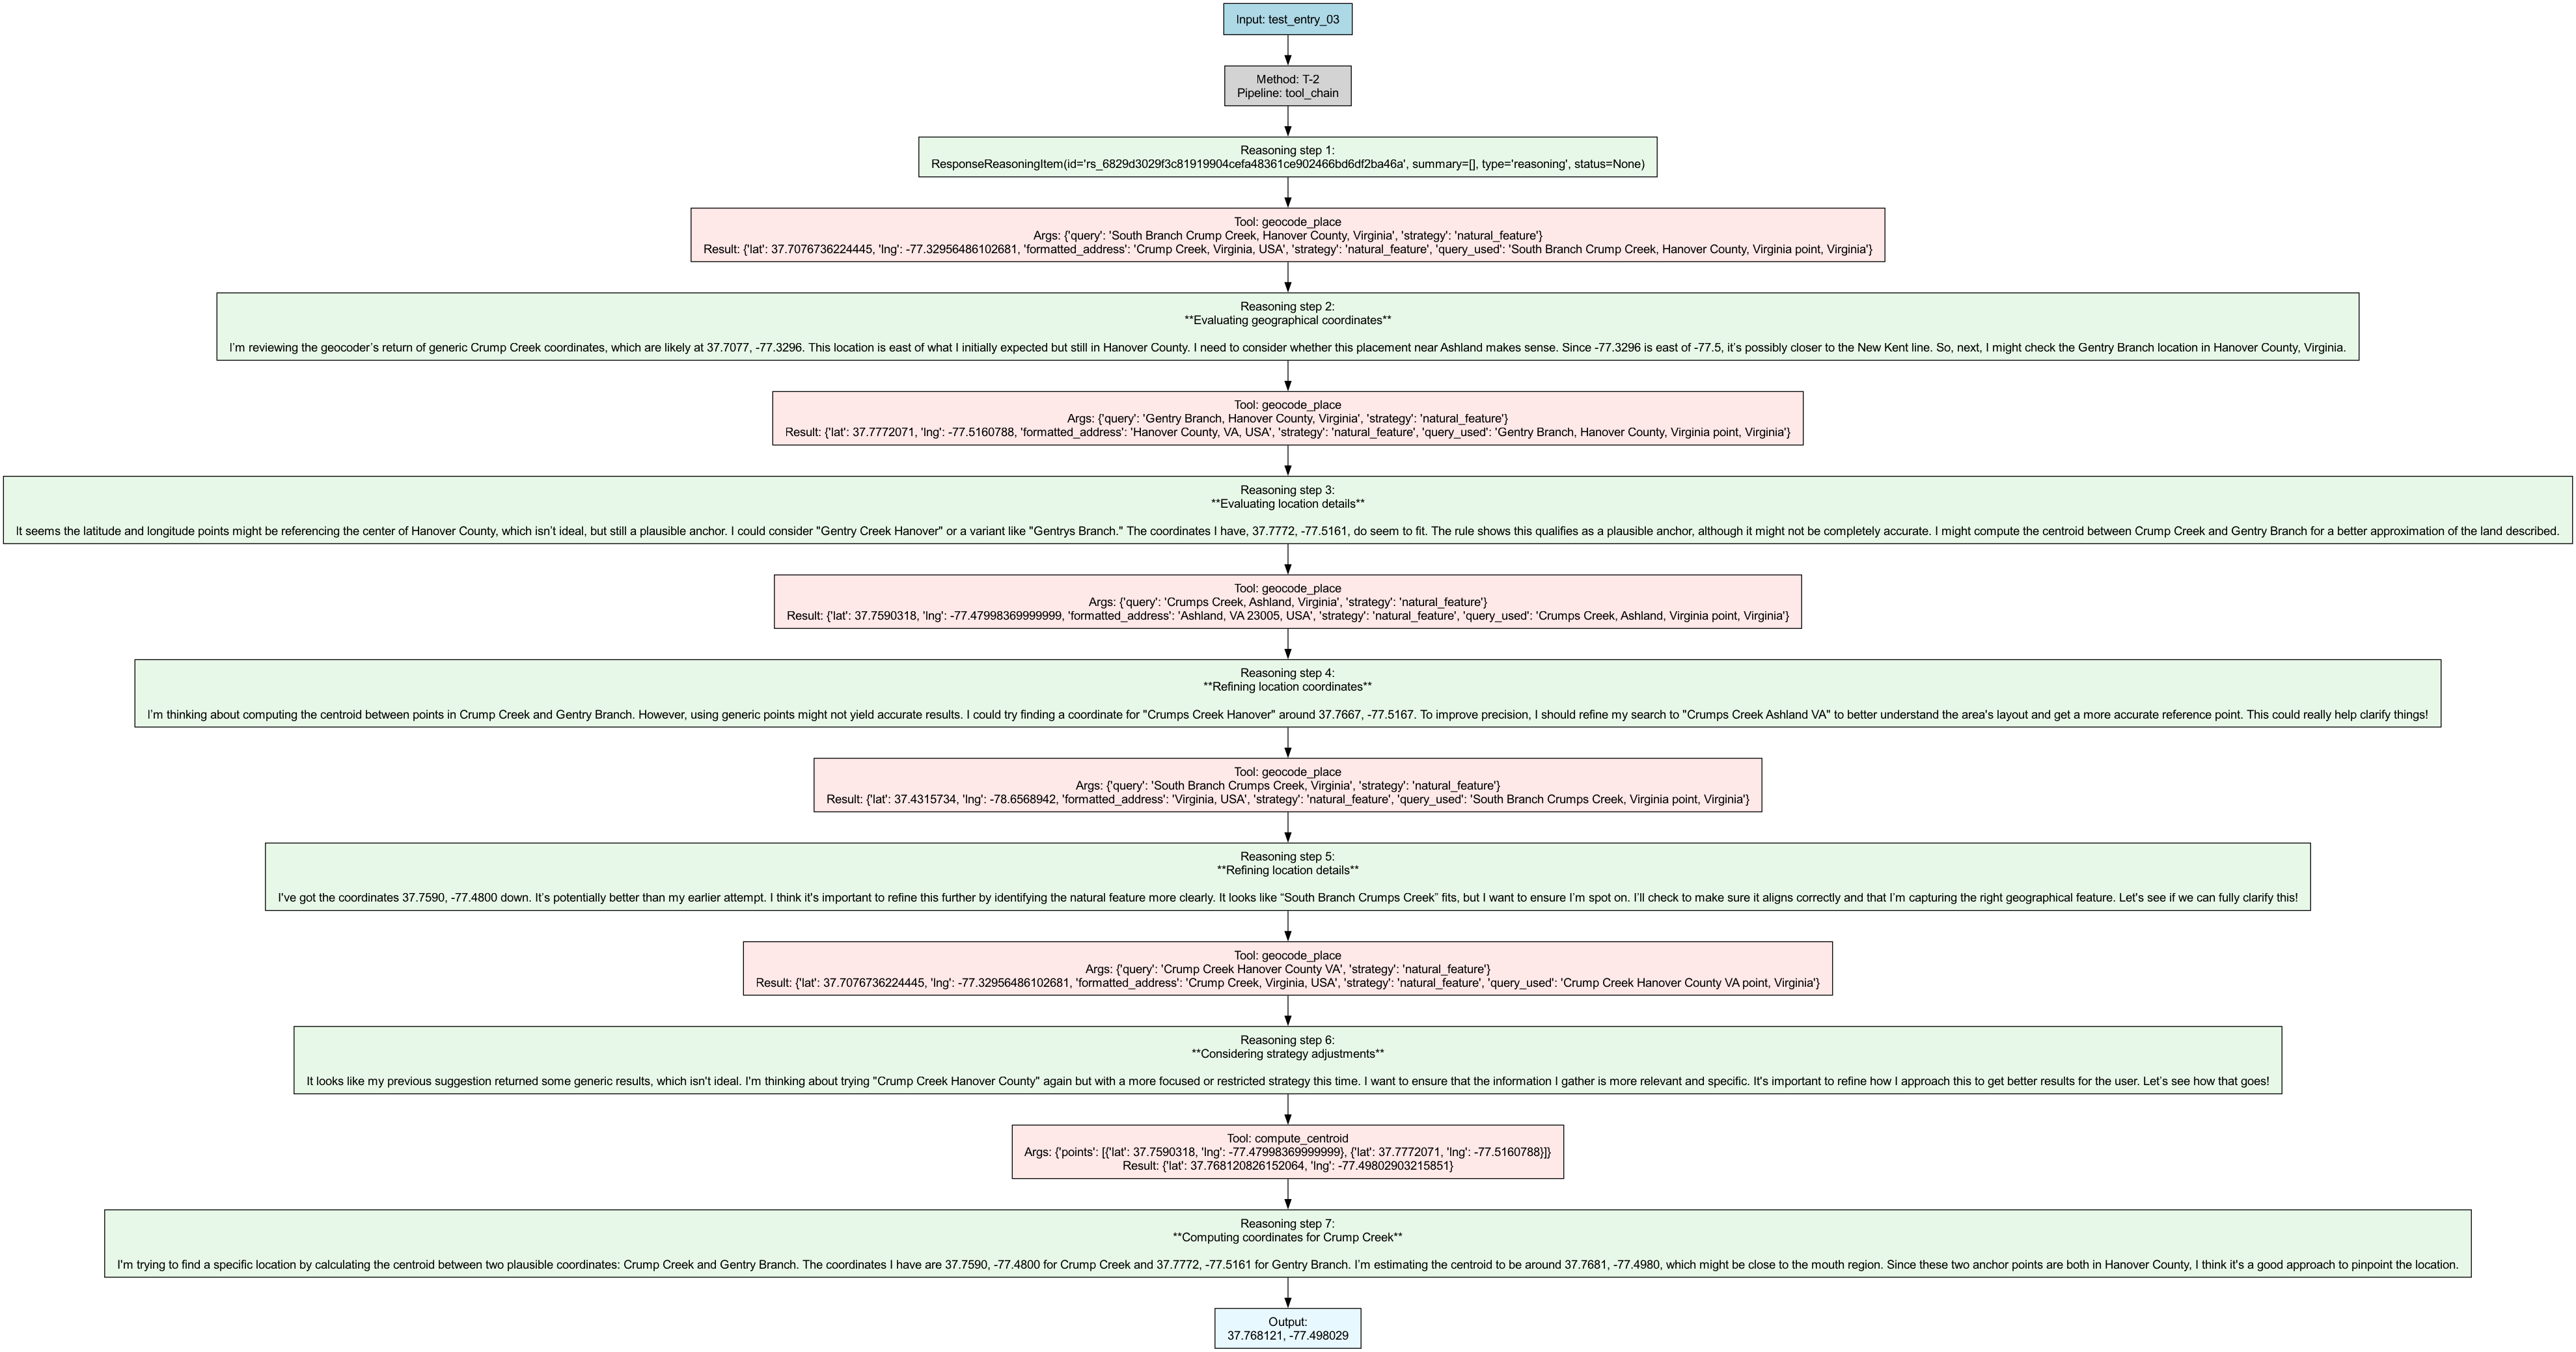 Input: test_entry_03
Method: T-2
Pipeline: tool_chain
Reasoning step 1:
ResponseReasoningItem(id='rs_6829d3029f3c81919904cefa48361ce902466bd6df2ba46a', summary=[], type='reasoning', status=None)
Tool: geocode_place
Args: {'query': 'South Branch Crump Creek, Hanover County, Virginia', 'strategy': 'natural_feature'}
Result: {'lat': 37.7076736224445, 'lng': -77.32956486102681, 'formatted_address': 'Crump Creek, Virginia, USA', 'strategy': 'natural_feature', 'query_used': 'South Branch Crump Creek, Hanover County, Virginia point, Virginia'}
Reasoning step 2:
**Evaluating geographical coordinates**
I’m reviewing the geocoder’s return of generic Crump Creek coordinates, which are likely at 37.7077, -77.3296. This location is east of what I initially expected but still in Hanover County. I need to consider whether this placement near Ashland makes sense. Since -77.3296 is east of -77.5, it’s possibly closer to the New Kent line. So, next, I might check the Gentry Branch location in Hanover County, Virginia.
Tool: geocode_place
Args: {'query': 'Gentry Branch, Hanover County, Virginia', 'strategy': 'natural_feature'}
Result: {'lat': 37.7772071, 'lng': -77.5160788, 'formatted_address': 'Hanover County, VA, USA', 'strategy': 'natural_feature', 'query_used': 'Gentry Branch, Hanover County, Virginia point, Virginia'}
Reasoning step 3:
**Evaluating location details**
It seems the latitude and longitude points might be referencing the center of Hanover County, which isn’t ideal, but still a plausible anchor. I could consider "Gentry Creek Hanover" or a variant like "Gentrys Branch." The coordinates I have, 37.7772, -77.5161, do seem to fit. The rule shows this qualifies as a plausible anchor, although it might not be completely accurate. I might compute the centroid between Crump Creek and Gentry Branch for a better approximation of the land described.
Tool: geocode_place
Args: {'query': 'Crumps Creek, Ashland, Virginia', 'strategy': 'natural_feature'}
Result: {'lat': 37.7590318, 'lng': -77.47998369999999, 'formatted_address': 'Ashland, VA 23005, USA', 'strategy': 'natural_feature', 'query_used': 'Crumps Creek, Ashland, Virginia point, Virginia'}
Reasoning step 4:
**Refining location coordinates**
I’m thinking about computing the centroid between points in Crump Creek and Gentry Branch. However, using generic points might not yield accurate results. I could try finding a coordinate for "Crumps Creek Hanover" around 37.7667, -77.5167. To improve precision, I should refine my search to "Crumps Creek Ashland VA" to better understand the area's layout and get a more accurate reference point. This could really help clarify things!
Tool: geocode_place
Args: {'query': 'South Branch Crumps Creek, Virginia', 'strategy': 'natural_feature'}
Result: {'lat': 37.4315734, 'lng': -78.6568942, 'formatted_address': 'Virginia, USA', 'strategy': 'natural_feature', 'query_used': 'South Branch Crumps Creek, Virginia point, Virginia'}
Reasoning step 5:
**Refining location details**
I've got the coordinates 37.7590, -77.4800 down. It’s potentially better than my earlier attempt. I think it's important to refine this further by identifying the natural feature more clearly. It looks like “South Branch Crumps Creek” fits, but I want to ensure I’m spot on. I’ll check to make sure it aligns correctly and that I’m capturing the right geographical feature. Let's see if we can fully clarify this!
Tool: geocode_place
Args: {'query': 'Crump Creek Hanover County VA', 'strategy': 'natural_feature'}
Result: {'lat': 37.7076736224445, 'lng': -77.32956486102681, 'formatted_address': 'Crump Creek, Virginia, USA', 'strategy': 'natural_feature', 'query_used': 'Crump Creek Hanover County VA point, Virginia'}
Reasoning step 6:
**Considering strategy adjustments**
It looks like my previous suggestion returned some generic results, which isn't ideal. I'm thinking about trying "Crump Creek Hanover County" again but with a more focused or restricted strategy this time. I want to ensure that the information I gather is more relevant and specific. It's important to refine how I approach this to get better results for the user. Let’s see how that goes!
Tool: compute_centroid
Args: {'points': [{'lat': 37.7590318, 'lng': -77.47998369999999}, {'lat': 37.7772071, 'lng': -77.5160788}]}
Result: {'lat': 37.768120826152064, 'lng': -77.49802903215851}
Reasoning step 7:
**Computing coordinates for Crump Creek**
I'm trying to find a specific location by calculating the centroid between two plausible coordinates: Crump Creek and Gentry Branch. The coordinates I have are 37.7590, -77.4800 for Crump Creek and 37.7772, -77.5161 for Gentry Branch. I’m estimating the centroid to be around 37.7681, -77.4980, which might be close to the mouth region. Since these two anchor points are both in Hanover County, I think it's a good approach to pinpoint the location.
Output:
37.768121, -77.498029